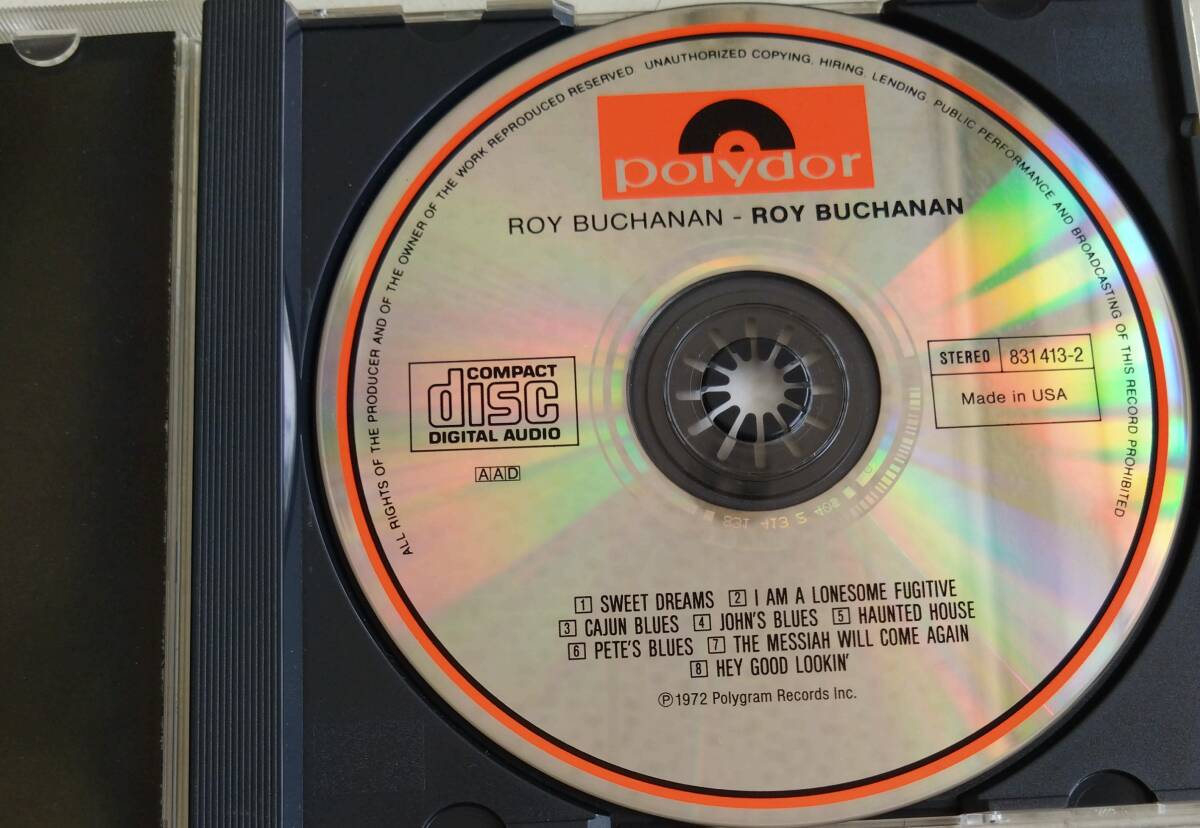 ALL RIGHTS OF THE PRODUCER AND OF THE OWNER OF THE WORK REPRODUCED RESERVED. UNAUTHORIZED COPYING, HIRING, LENDING, PUBLIC PERFORMANCE AND BROADCASTING OF THIS RECORD PROHIBITED
polydor
ROY BUCHANAN - ROY BUCHANAN
COMPACT
disc
DIGITAL AUDIO
AAD
STEREO 831 413-2
Made in USA
831 413 2
1 SWEET DREAMS 2 I AM A LONESOME FUGITIVE
3 CAJUN BLUES 4 JOHN'S BLUES 5 HAUNTED HOUSE
6 PETE'S BLUES 7 THE MESSIAH WILL COME AGAIN
8 HEY GOOD LOOKIN'
℗ 1972 Polygram Records Inc.